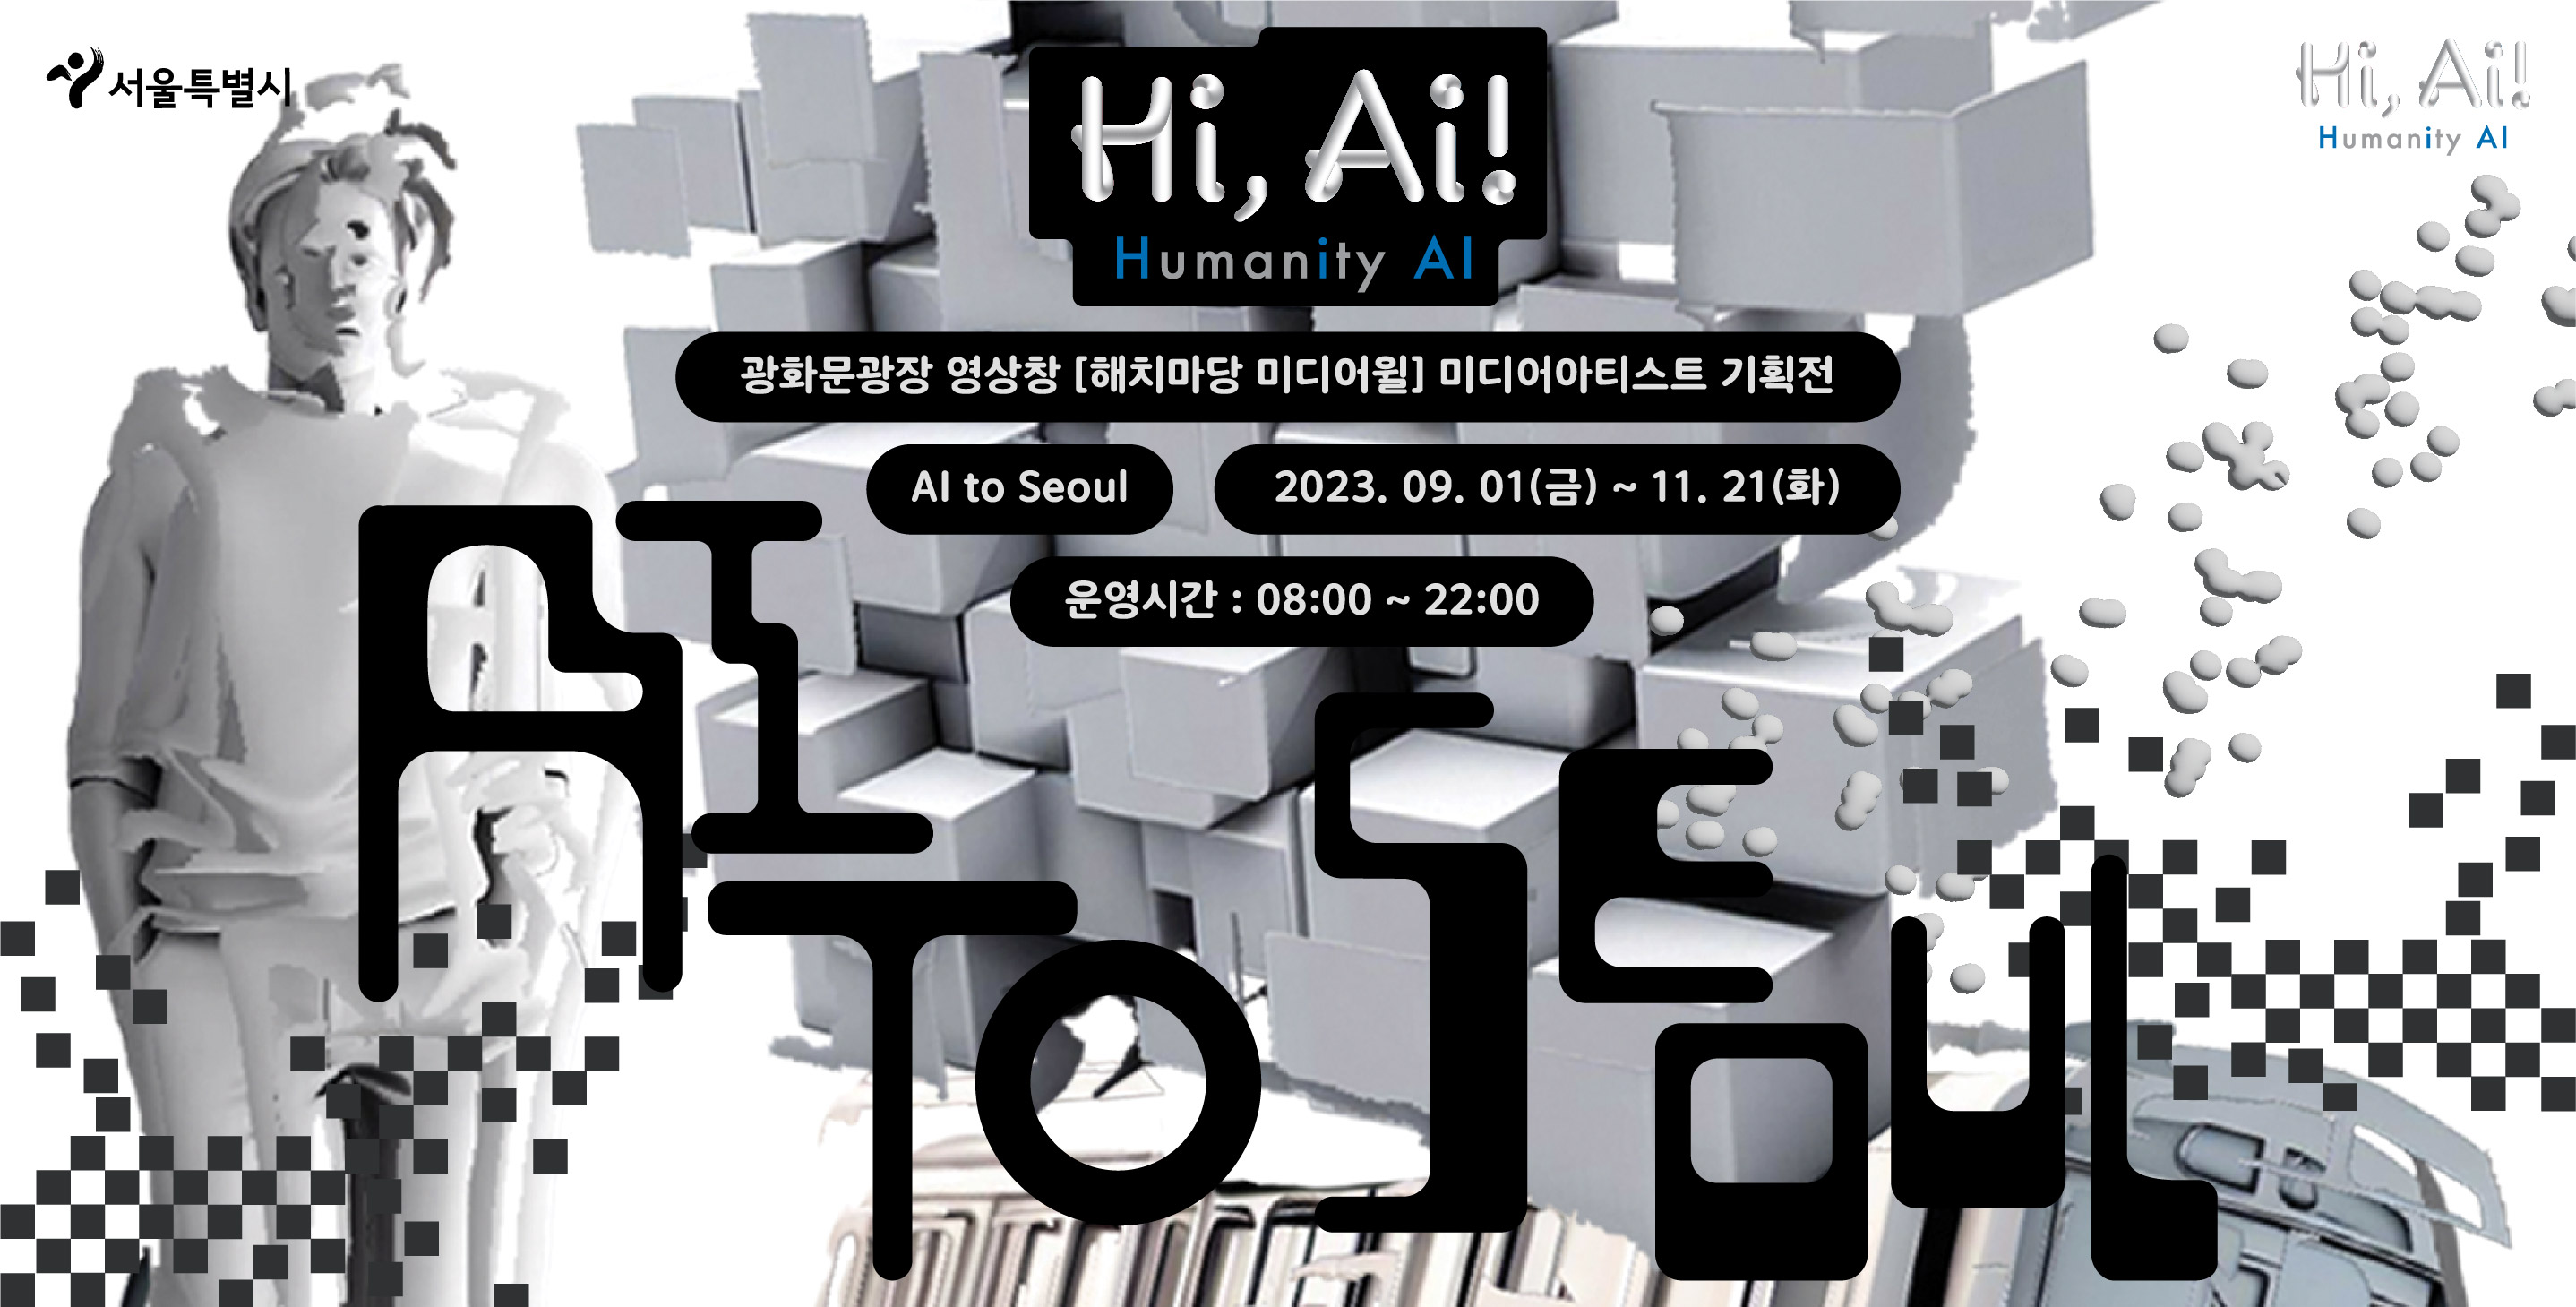 서울특별시
Hi, Ai!
Humanity AI
Hi, Ai!
Humanity AI
광화문광장 영상창 [해치마당 미디어월] 미디어아티스트 기획전
AI to Seoul
2023. 09. 01(금) ~ 11. 21(화)
운영시간 : 08:00 ~ 22:00
AI
To
SEoul